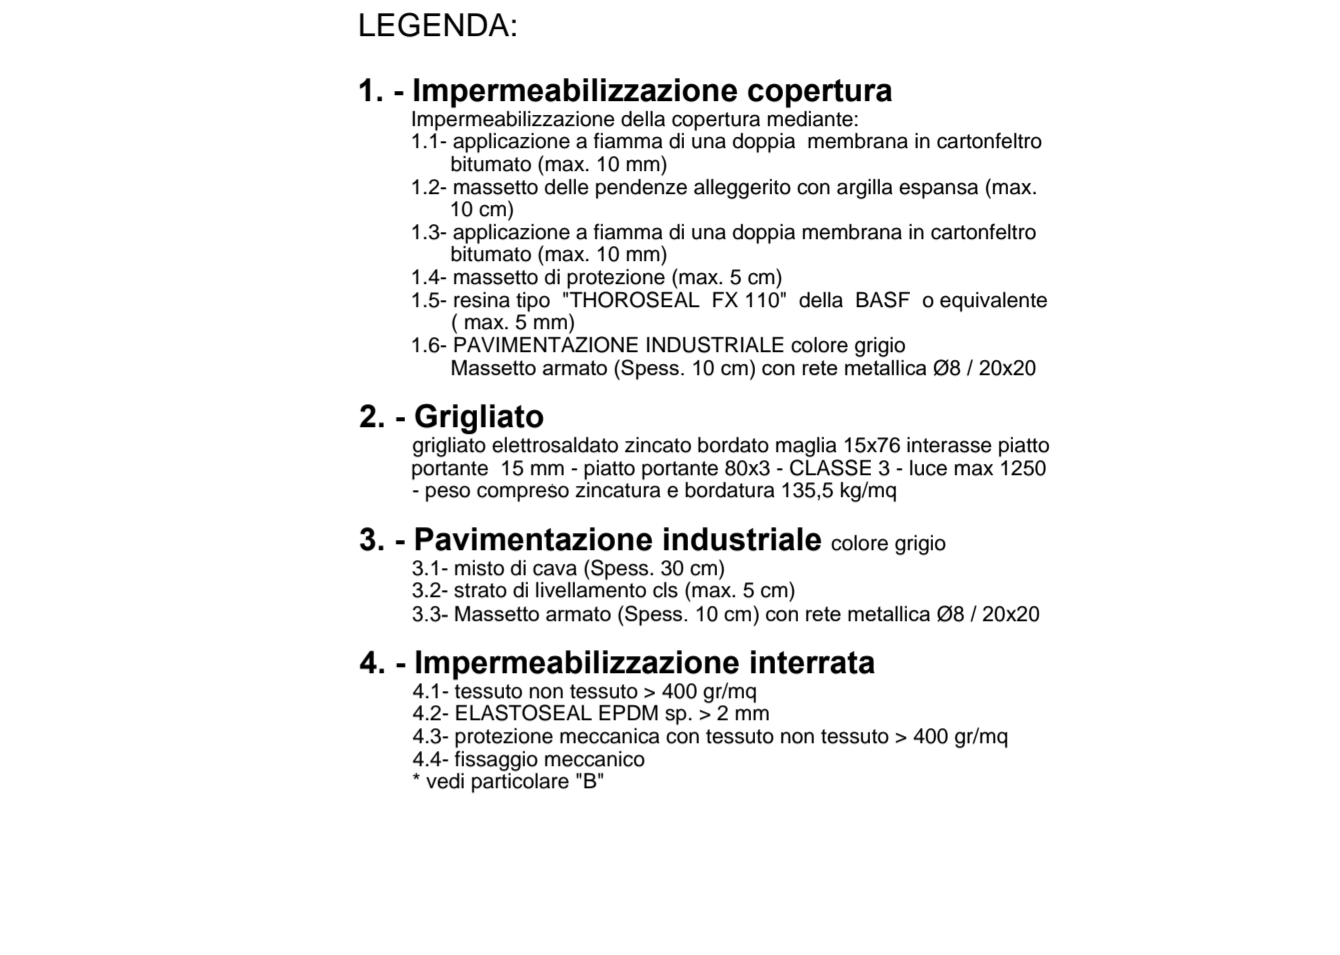 LEGENDA:
1. - Impermeabilizzazione copertura
Impermeabilizzazione della copertura mediante:
1.1- applicazione a fiamma di una doppia  membrana in cartonfeltro
bitumato (max. 10 mm)
1.2- massetto delle pendenze alleggerito con argilla espansa (max.
10 cm)
1.3- applicazione a fiamma di una doppia membrana in cartonfeltro
bitumato (max. 10 mm)
1.4- massetto di protezione (max. 5 cm)
1.5- resina tipo  "THOROSEAL  FX 110"  della  BASF  o equivalente
( max. 5 mm)
1.6- PAVIMENTAZIONE INDUSTRIALE colore grigio
Massetto armato (Spess. 10 cm) con rete metallica Ø8 / 20x20
2. - Grigliato
grigliato elettrosaldato zincato bordato maglia 15x76 interasse piatto
portante  15 mm - piatto portante 80x3 - CLASSE 3 - luce max 1250
- peso compreso zincatura e bordatura 135,5 kg/mq
3. - Pavimentazione industriale colore grigio
3.1- misto di cava (Spess. 30 cm)
3.2- strato di livellamento cls (max. 5 cm)
3.3- Massetto armato (Spess. 10 cm) con rete metallica Ø8 / 20x20
4. - Impermeabilizzazione interrata
4.1- tessuto non tessuto > 400 gr/mq
4.2- ELASTOSEAL EPDM sp. > 2 mm
4.3- protezione meccanica con tessuto non tessuto > 400 gr/mq
4.4- fissaggio meccanico
* vedi particolare "B"